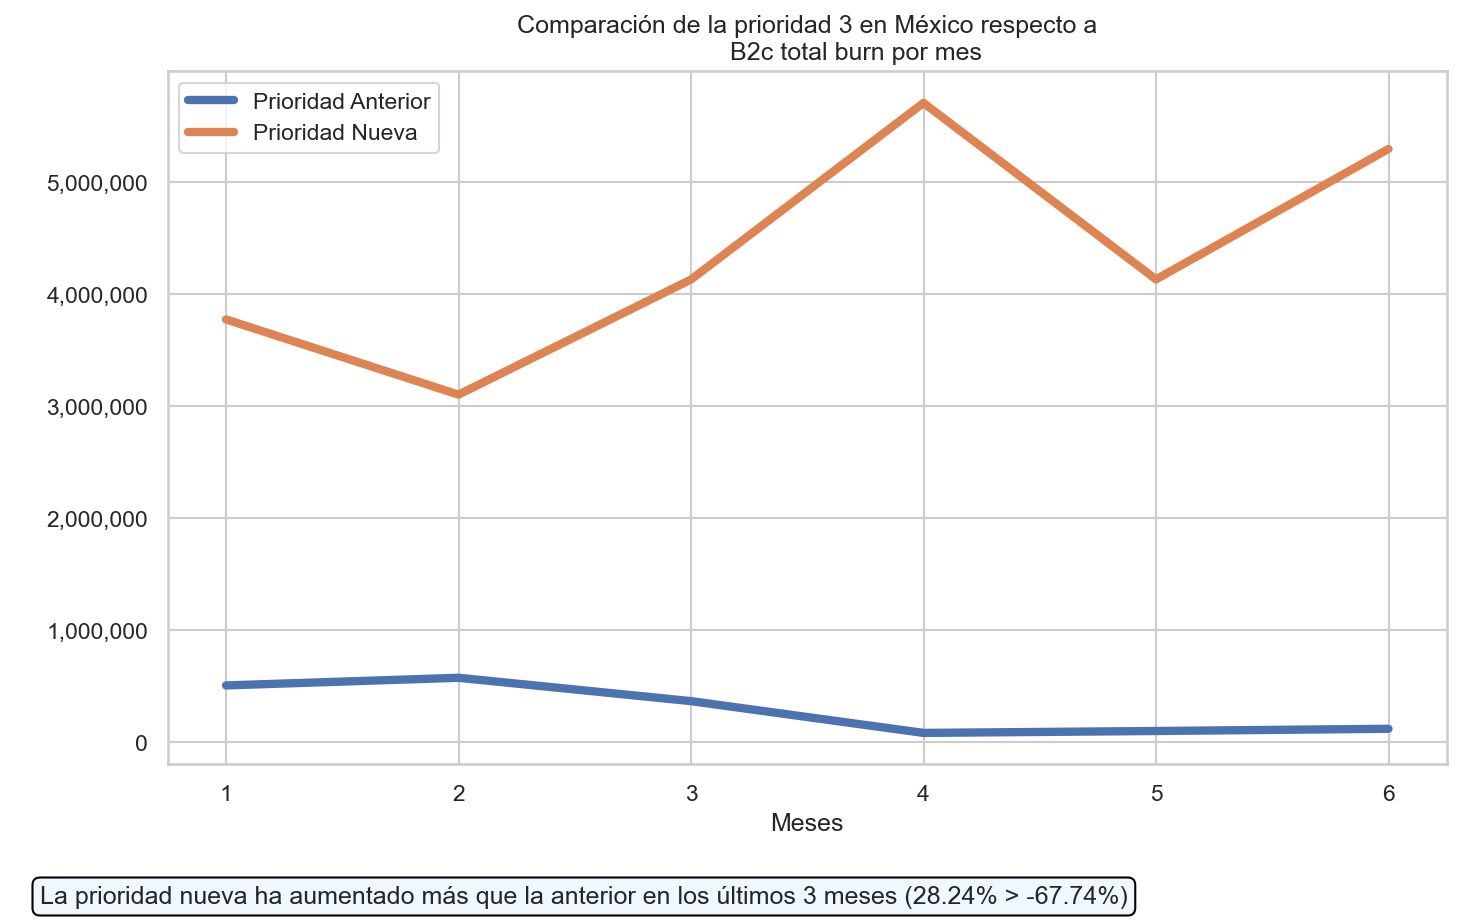 Comparación de la prioridad 3 en México respecto a
B2c total burn por mes
Prioridad Anterior
Prioridad Nueva
5,000,000
4,000,000
3,000,000
2,000,000
1,000,000
0
1 2 3 4 5 6
Meses
La prioridad nueva ha aumentado más que la anterior en los últimos 3 meses (28.24% > -67.74%)